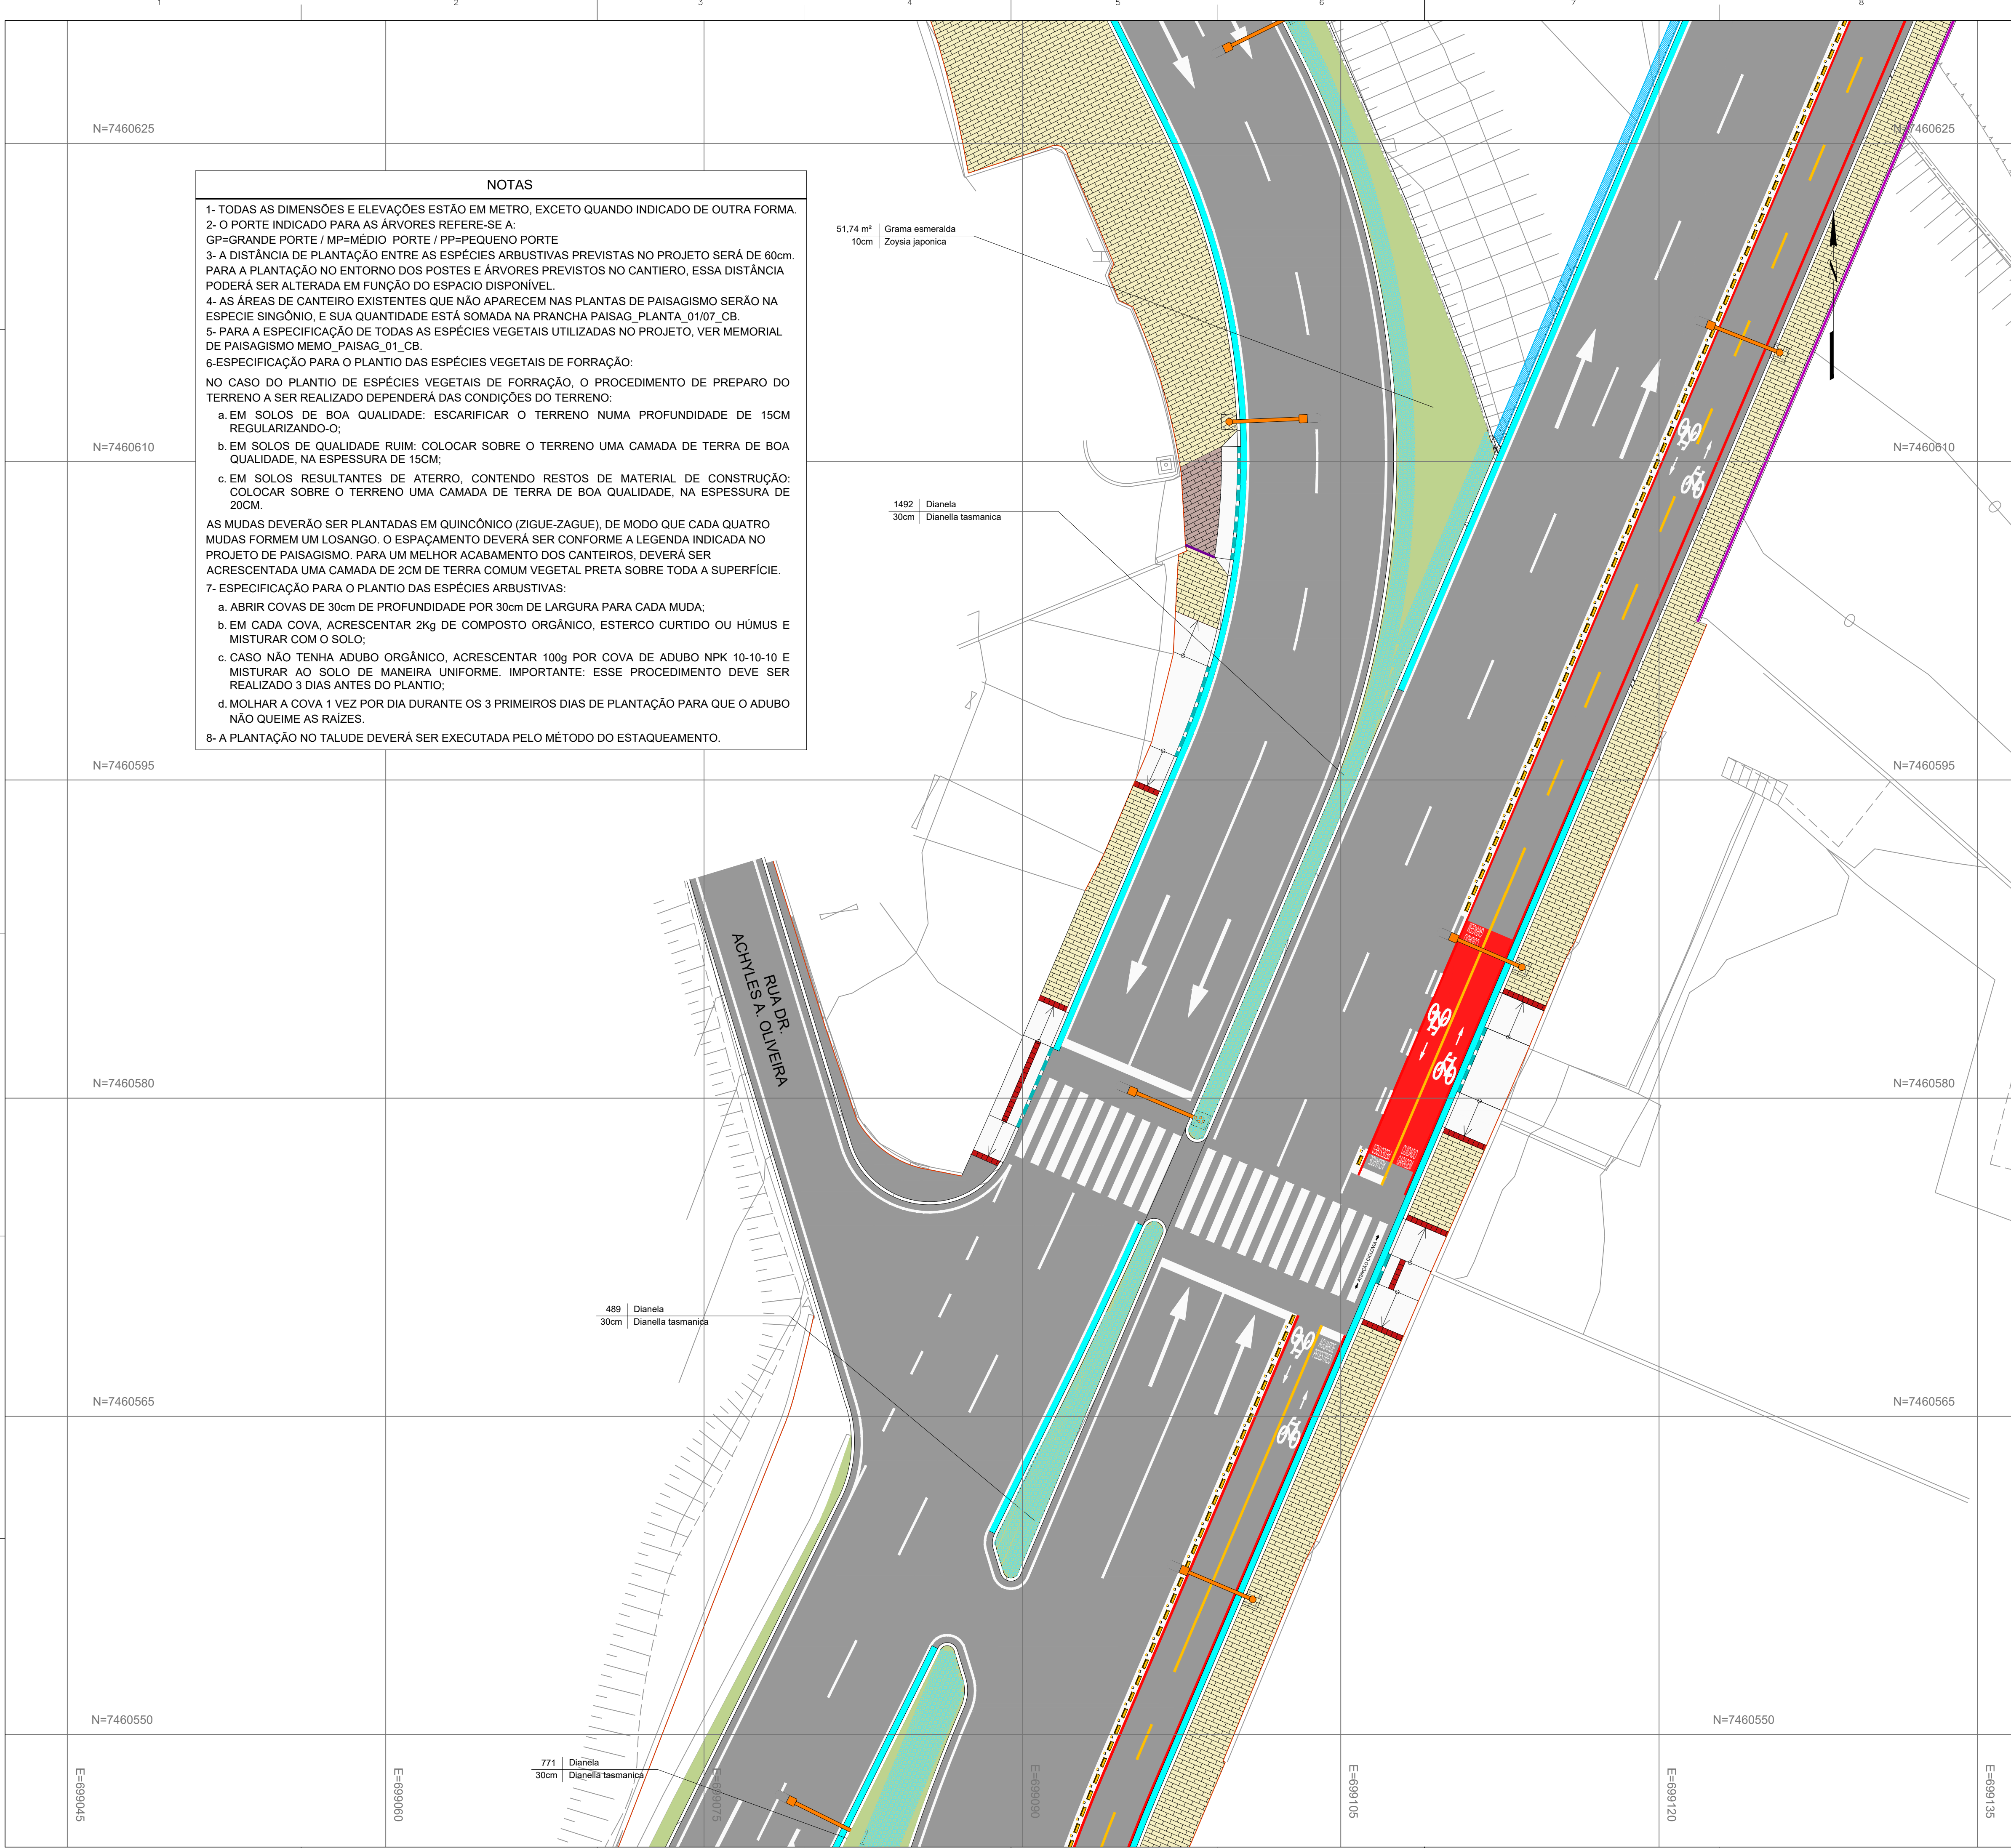 1 2 3 4 5 6 7 8
N=7460625
N=7460625
NOTAS
1- TODAS AS DIMENSÕES E ELEVAÇÕES ESTÃO EM METRO, EXCETO QUANDO INDICADO DE OUTRA FORMA.
2- O PORTE INDICADO PARA AS ÁRVORES REFERE-SE A:
GP=GRANDE PORTE / MP=MÉDIO PORTE / PP=PEQUENO PORTE
3- A DISTÂNCIA DE PLANTAÇÃO ENTRE AS ESPÉCIES ARBUSTIVAS PREVISTAS NO PROJETO SERÁ DE 60cm.
PARA A PLANTAÇÃO NO ENTORNO DOS POSTES E ÁRVORES PREVISTOS NO CANTIERO, ESSA DISTÂNCIA
PODERÁ SER ALTERADA EM FUNÇÃO DO ESPACIO DISPONÍVEL.
4- AS ÁREAS DE CANTEIRO EXISTENTES QUE NÃO APARECEM NAS PLANTAS DE PAISAGISMO SERÃO NA
ESPECIE SINGÔNIO, E SUA QUANTIDADE ESTÁ SOMADA NA PRANCHA PAISAG_PLANTA_01/07_CB.
5- PARA A ESPECIFICAÇÃO DE TODAS AS ESPÉCIES VEGETAIS UTILIZADAS NO PROJETO, VER MEMORIAL
DE PAISAGISMO MEMO_PAISAG_01_CB.
6-ESPECIFICAÇÃO PARA O PLANTIO DAS ESPÉCIES VEGETAIS DE FORRAÇÃO:
NO CASO DO PLANTIO DE ESPÉCIES VEGETAIS DE FORRAÇÃO, O PROCEDIMENTO DE PREPARO DO
TERRENO A SER REALIZADO DEPENDERÁ DAS CONDIÇÕES DO TERRENO:
a. EM SOLOS DE BOA QUALIDADE: ESCARIFICAR O TERRENO NUMA PROFUNDIDADE DE 15CM
REGULARIZANDO-O;
b. EM SOLOS DE QUALIDADE RUIM: COLOCAR SOBRE O TERRENO UMA CAMADA DE TERRA DE BOA
QUALIDADE, NA ESPESSURA DE 15CM;
c. EM SOLOS RESULTANTES DE ATERRO, CONTENDO RESTOS DE MATERIAL DE CONSTRUÇÃO:
COLOCAR SOBRE O TERRENO UMA CAMADA DE TERRA DE BOA QUALIDADE, NA ESPESSURA DE
20CM.
AS MUDAS DEVERÃO SER PLANTADAS EM QUINCÔNICO (ZIGUE-ZAGUE), DE MODO QUE CADA QUATRO
MUDAS FORMEM UM LOSANGO. O ESPAÇAMENTO DEVERÁ SER CONFORME A LEGENDA INDICADA NO
PROJETO DE PAISAGISMO. PARA UM MELHOR ACABAMENTO DOS CANTEIROS, DEVERÁ SER
ACRESCENTADA UMA CAMADA DE 2CM DE TERRA COMUM VEGETAL PRETA SOBRE TODA A SUPERFÍCIE.
7- ESPECIFICAÇÃO PARA O PLANTIO DAS ESPÉCIES ARBUSTIVAS:
a. ABRIR COVAS DE 30cm DE PROFUNDIDADE POR 30cm DE LARGURA PARA CADA MUDA;
b. EM CADA COVA, ACRESCENTAR 2Kg DE COMPOSTO ORGÂNICO, ESTERCO CURTIDO OU HÚMUS E
MISTURAR COM O SOLO;
c. CASO NÃO TENHA ADUBO ORGÂNICO, ACRESCENTAR 100g POR COVA DE ADUBO NPK 10-10-10 E
MISTURAR AO SOLO DE MANEIRA UNIFORME. IMPORTANTE: ESSE PROCEDIMENTO DEVE SER
REALIZADO 3 DIAS ANTES DO PLANTIO;
d. MOLHAR A COVA 1 VEZ POR DIA DURANTE OS 3 PRIMEIROS DIAS DE PLANTAÇÃO PARA QUE O ADUBO
NÃO QUEIME AS RAÍZES.
8- A PLANTAÇÃO NO TALUDE DEVERÁ SER EXECUTADA PELO MÉTODO DO ESTAQUEAMENTO.
51,74 m² Grama esmeralda
10cm Zoysia japonica
N
N=7460610
N=7460610
1492 Dianela
30cm Dianella tasmanica
N=7460595
N=7460595
RUA DR.
ACHYLES A. OLIVEIRA
N=7460580
N=7460580
CUIDADO
ATENÇÃO CICLOVIA
489 Dianela
30cm Dianella tasmanica
N=7460565
N=7460565
N=7460550
N=7460550
771 Dianela
30cm Dianella tasmanica
E=699045
E=699060
E=699075
E=699090
E=699105
E=699120
E=699135